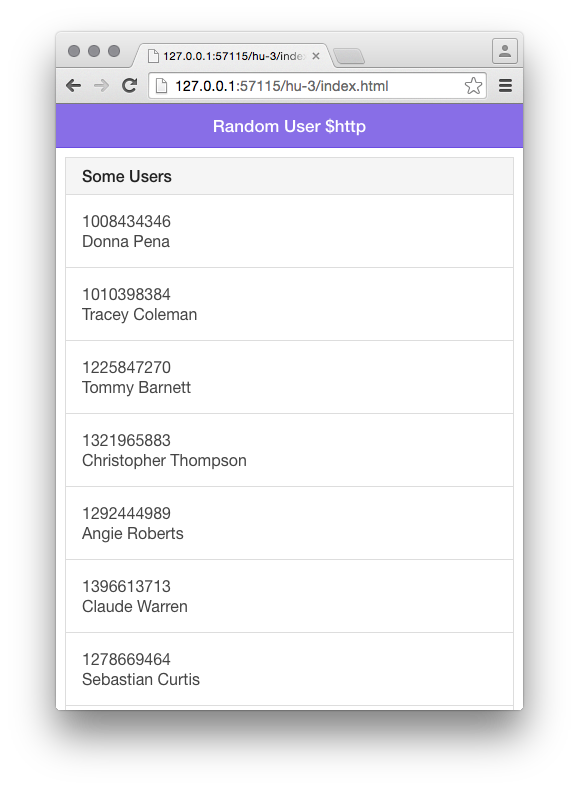 127.0.0.1:57115/hu-3/inde
127.0.0.1:57115/hu-3/index.html
Random User $http
Some Users
1008434346
Donna Pena
1010398384
Tracey Coleman
1225847270
Tommy Barnett
1321965883
Christopher Thompson
1292444989
Angie Roberts
1396613713
Claude Warren
1278669464
Sebastian Curtis